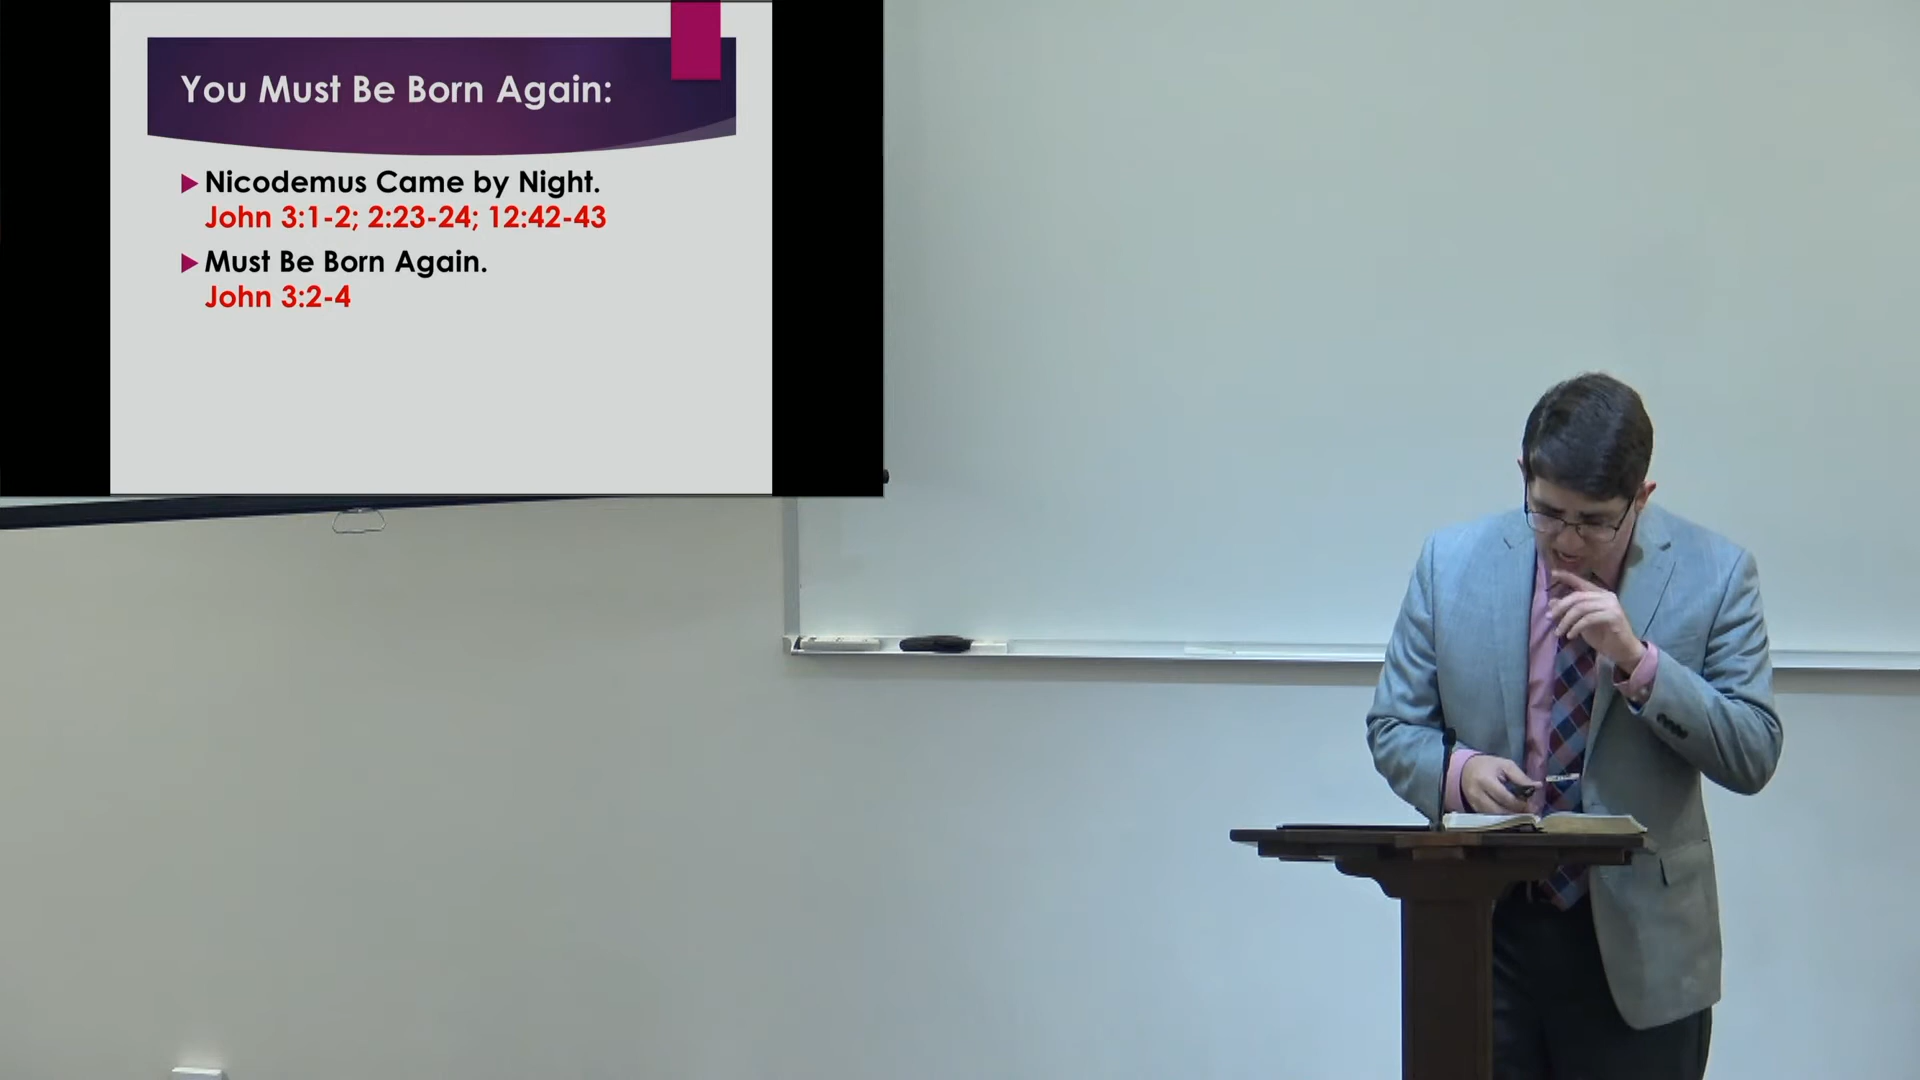 You Must Be Born Again:
Nicodemus Came by Night.
John 3:1-2; 2:23-24; 12:42-43
Must Be Born Again.
John 3:2-4